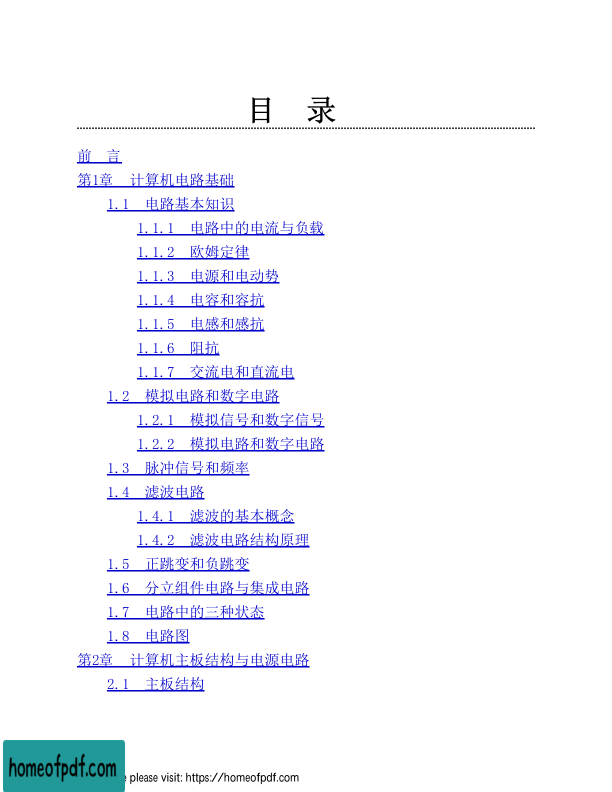 目　录
前　言
第1章　计算机电路基础
1.1　电路基本知识
1.1.1　电路中的电流与负载
1.1.2　欧姆定律
1.1.3　电源和电动势
1.1.4　电容和容抗
1.1.5　电感和感抗
1.1.6　阻抗
1.1.7　交流电和直流电
1.2　模拟电路和数字电路
1.2.1　模拟信号和数字信号
1.2.2　模拟电路和数字电路
1.3　脉冲信号和频率
1.4　滤波电路
1.4.1　滤波的基本概念
1.4.2　滤波电路结构原理
1.5　正跳变和负跳变
1.6　分立组件电路与集成电路
1.7　电路中的三种状态
1.8　电路图
第2章　计算机主板结构与电源电路
2.1　主板结构
homeofpdf.com
please visit: https://homeofpdf.com